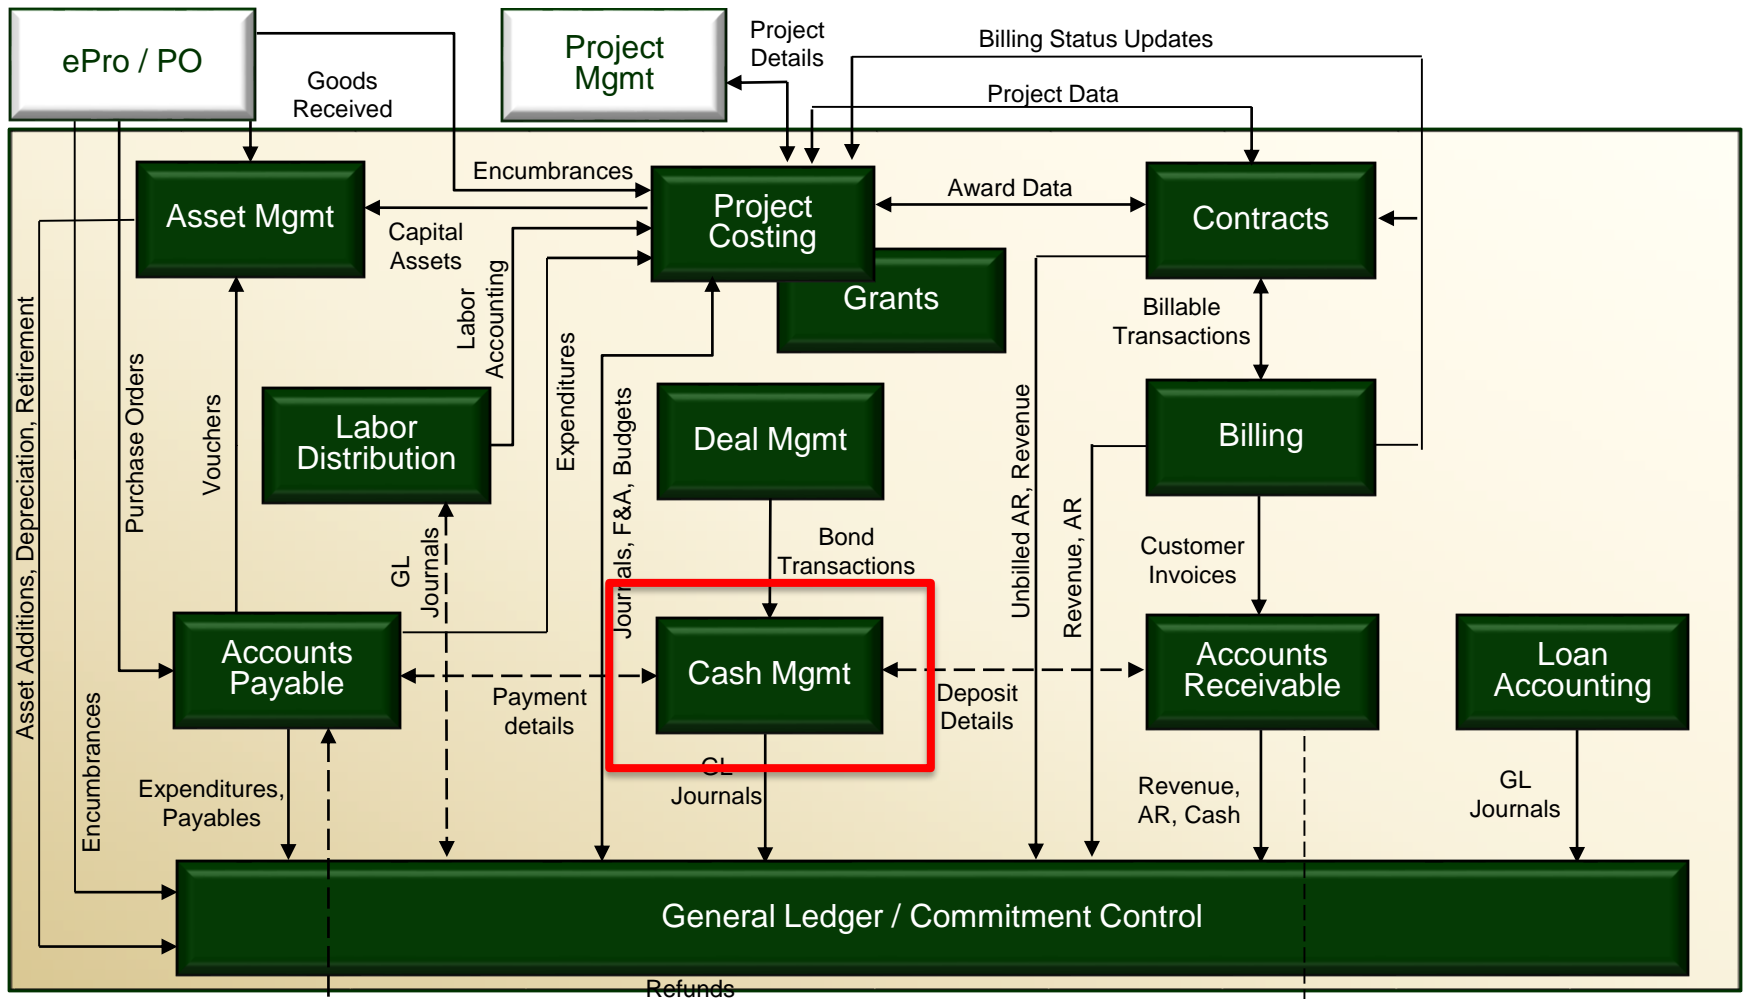 ePro / PO
Project
Mgmt
Project
Details
Billing Status Updates
Goods
Received
Project Data
Encumbrances
Asset Mgmt
Capital
Assets
Project
Costing
Award Data
Contracts
Grants
Labor
Accounting
Billable
Transactions
Asset Additions, Depreciation, Retirement
Purchase Orders
Vouchers
Labor
Distribution
Expenditures
Journals, F&A, Budgets
Deal Mgmt
Unbilled AR, Revenue
Revenue, AR
Billing
GL
Journals
Bond
Transactions
Customer
Invoices
Accounts
Payable
Payment
details
Cash Mgmt
Deposit
Details
Accounts
Receivable
Loan
Accounting
Encumbrances
Expenditures,
Payables
GL
Journals
Revenue,
AR, Cash
GL
Journals
General Ledger / Commitment Control
Refunds